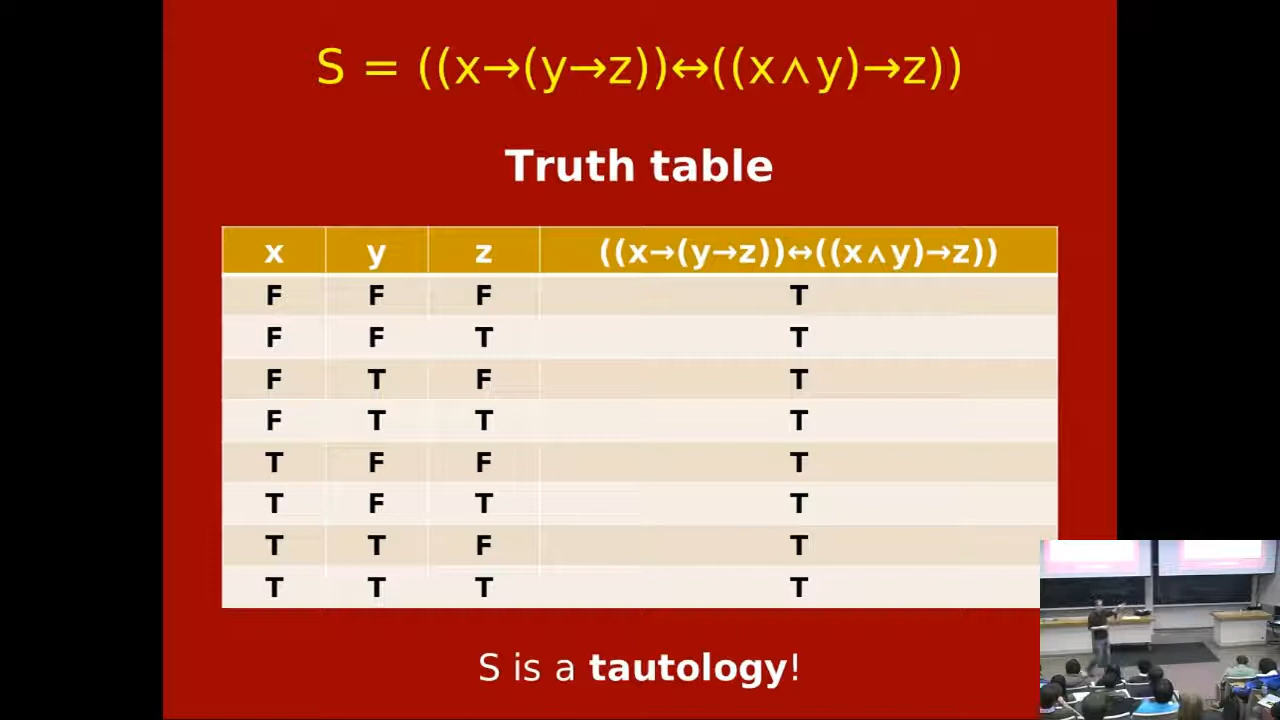 S = ((x→(y→z))↔((x∧y)→z))
Truth table
x y z ((x→(y→z))↔((x∧y)→z))
F F F T
F F T T
F T F T
F T T T
T F F T
T F T T
T T F T
T T T T
S is a tautology!